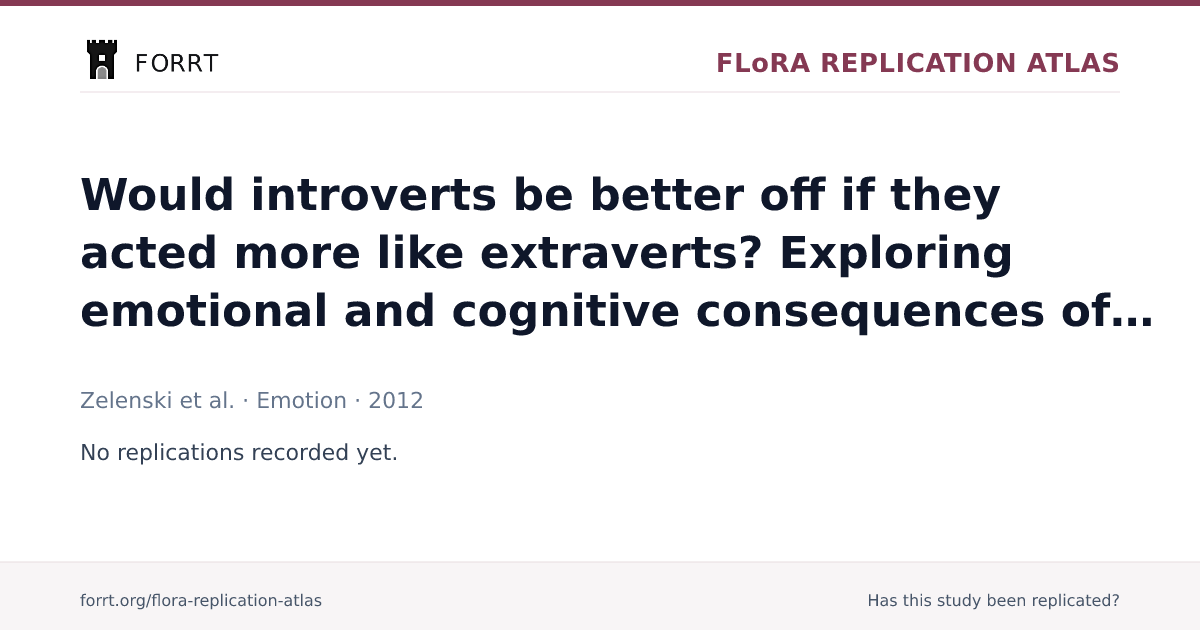 FORRT
FLoRA REPLICATION ATLAS
Would introverts be better off if they
acted more like extraverts? Exploring
emotional and cognitive consequences of…
Zelenski et al. · Emotion · 2012
No replications recorded yet.
forrt.org/flora-replication-atlas
Has this study been replicated?